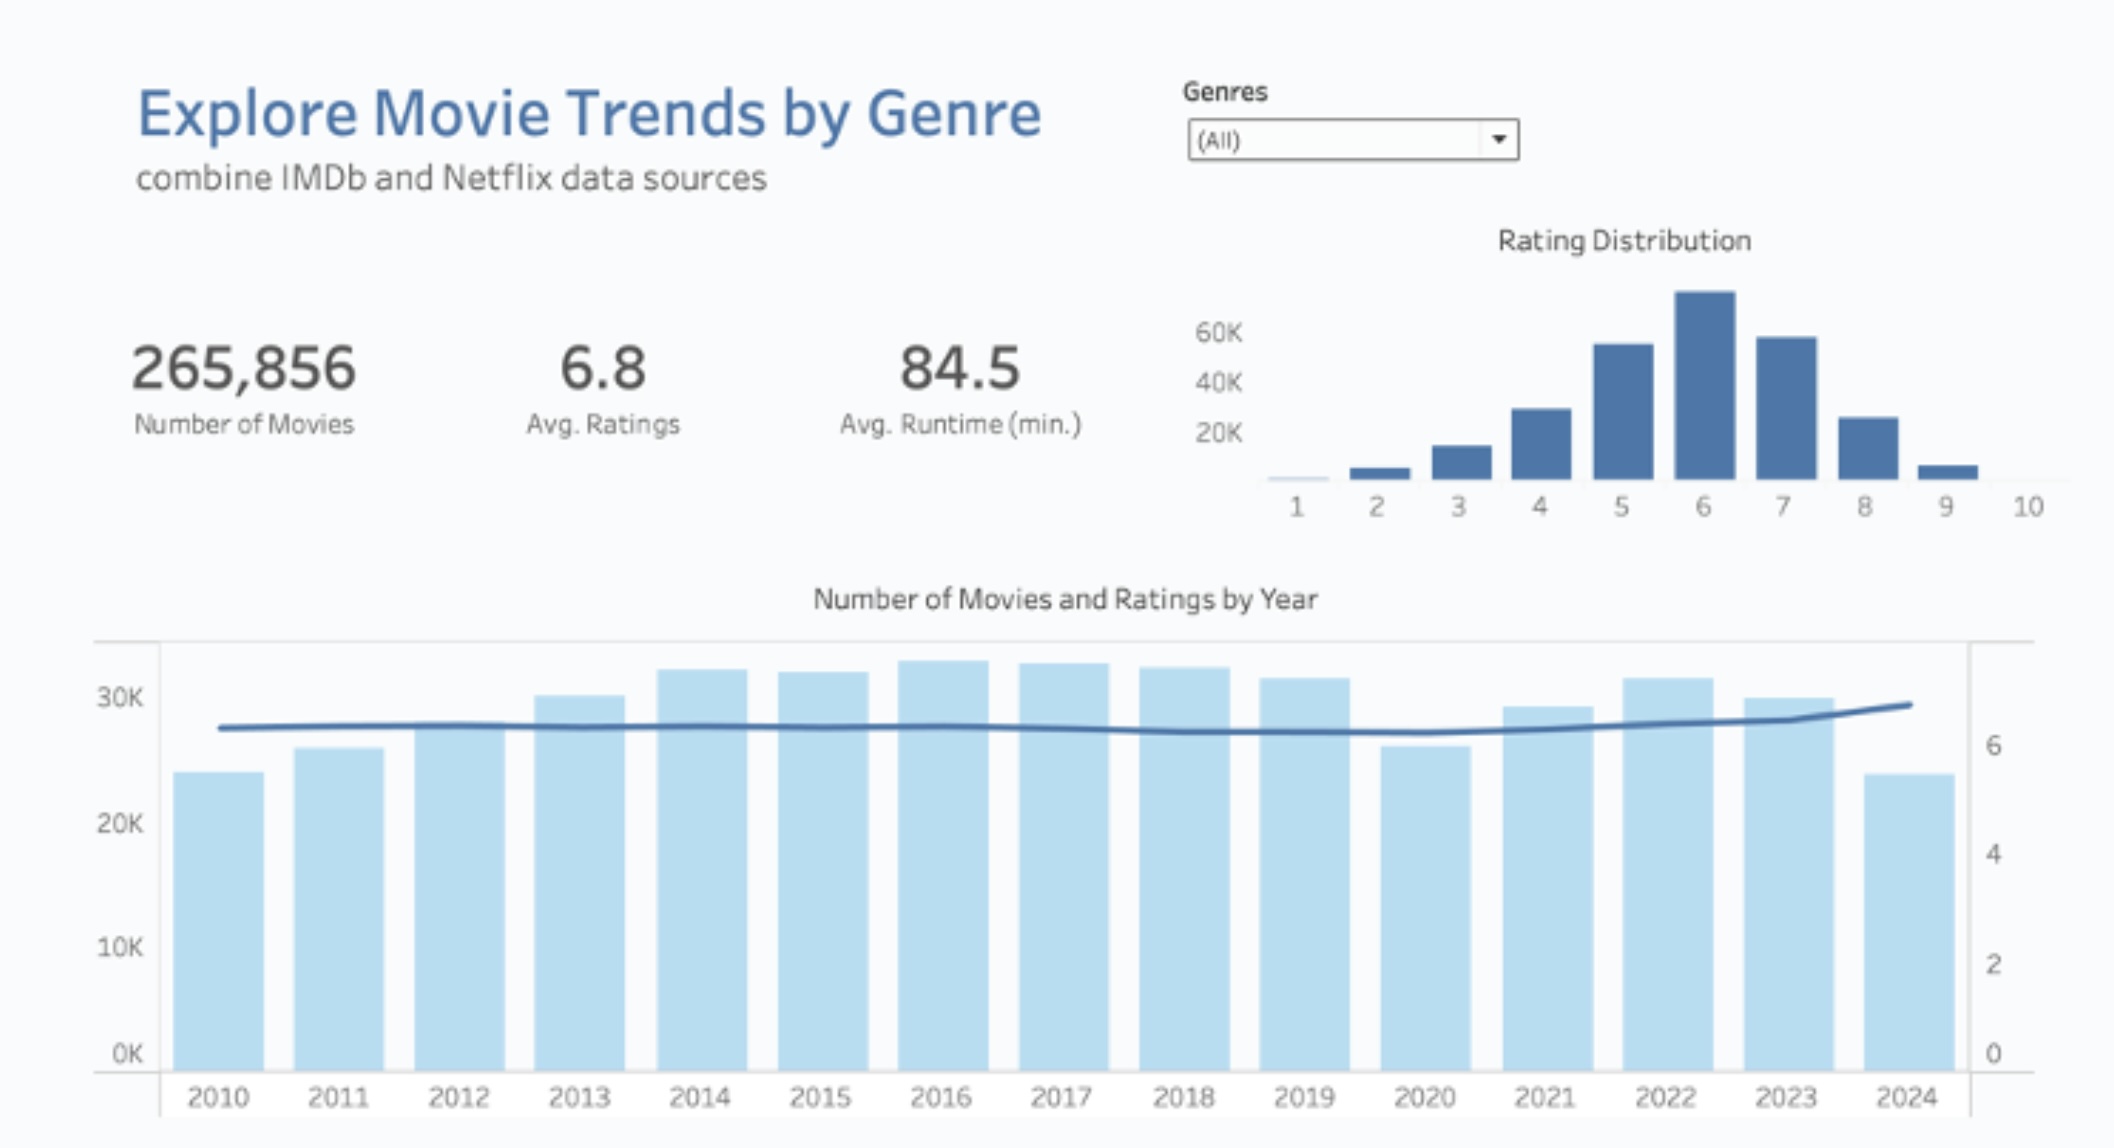 Explore Movie Trends by Genre
combine IMDb and Netflix data sources
Genres
(All)
265,856
Number of Movies
6.8
Avg. Ratings
84.5
Avg. Runtime (min.)
Rating Distribution
60K
40K
20K
1 2 3 4 5 6 7 8 9 10
Number of Movies and Ratings by Year
30K
20K
10K
0K
6
4
2
0
2010 2011 2012 2013 2014 2015 2016 2017 2018 2019 2020 2021 2022 2023 2024